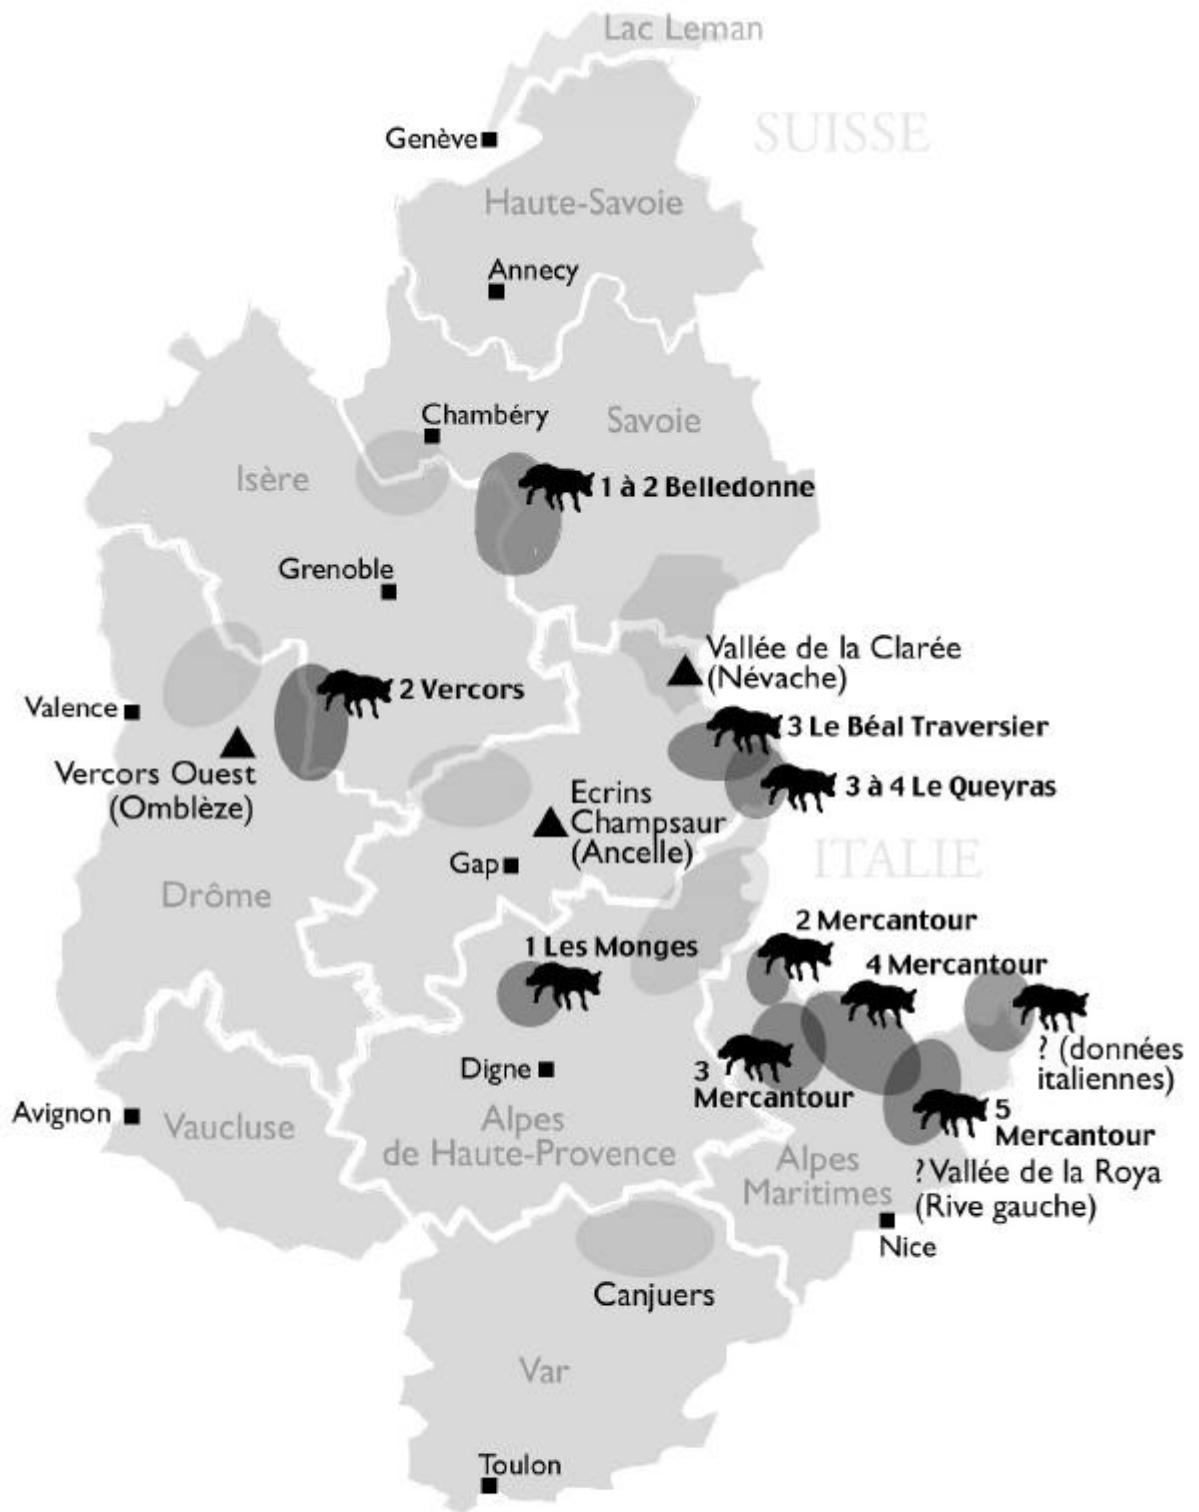 Lac Leman
SUISSE
Genève
Haute-Savoie
Annecy
Chambéry
Savoie
Isère
1 à 2 Belledonne
Grenoble
Vallée de la Clarée
(Névache)
2 Vercors
Valence
3 Le Béal Traversier
Vercors Ouest
(Omblèze)
3 à 4 Le Queyras
Ecrins
Champsaur
(Ancelle)
Gap
ITALIE
Drôme
2 Mercantour
1 Les Monges
4 Mercantour
? (données
italiennes)
Digne
3
Mercantour
Avignon
Vaucluse
Alpes
de Haute-Provence
5
Mercantour
Alpes
Maritimes
? Vallée de la Roya
(Rive gauche)
Nice
Canjuers
Var
Toulon